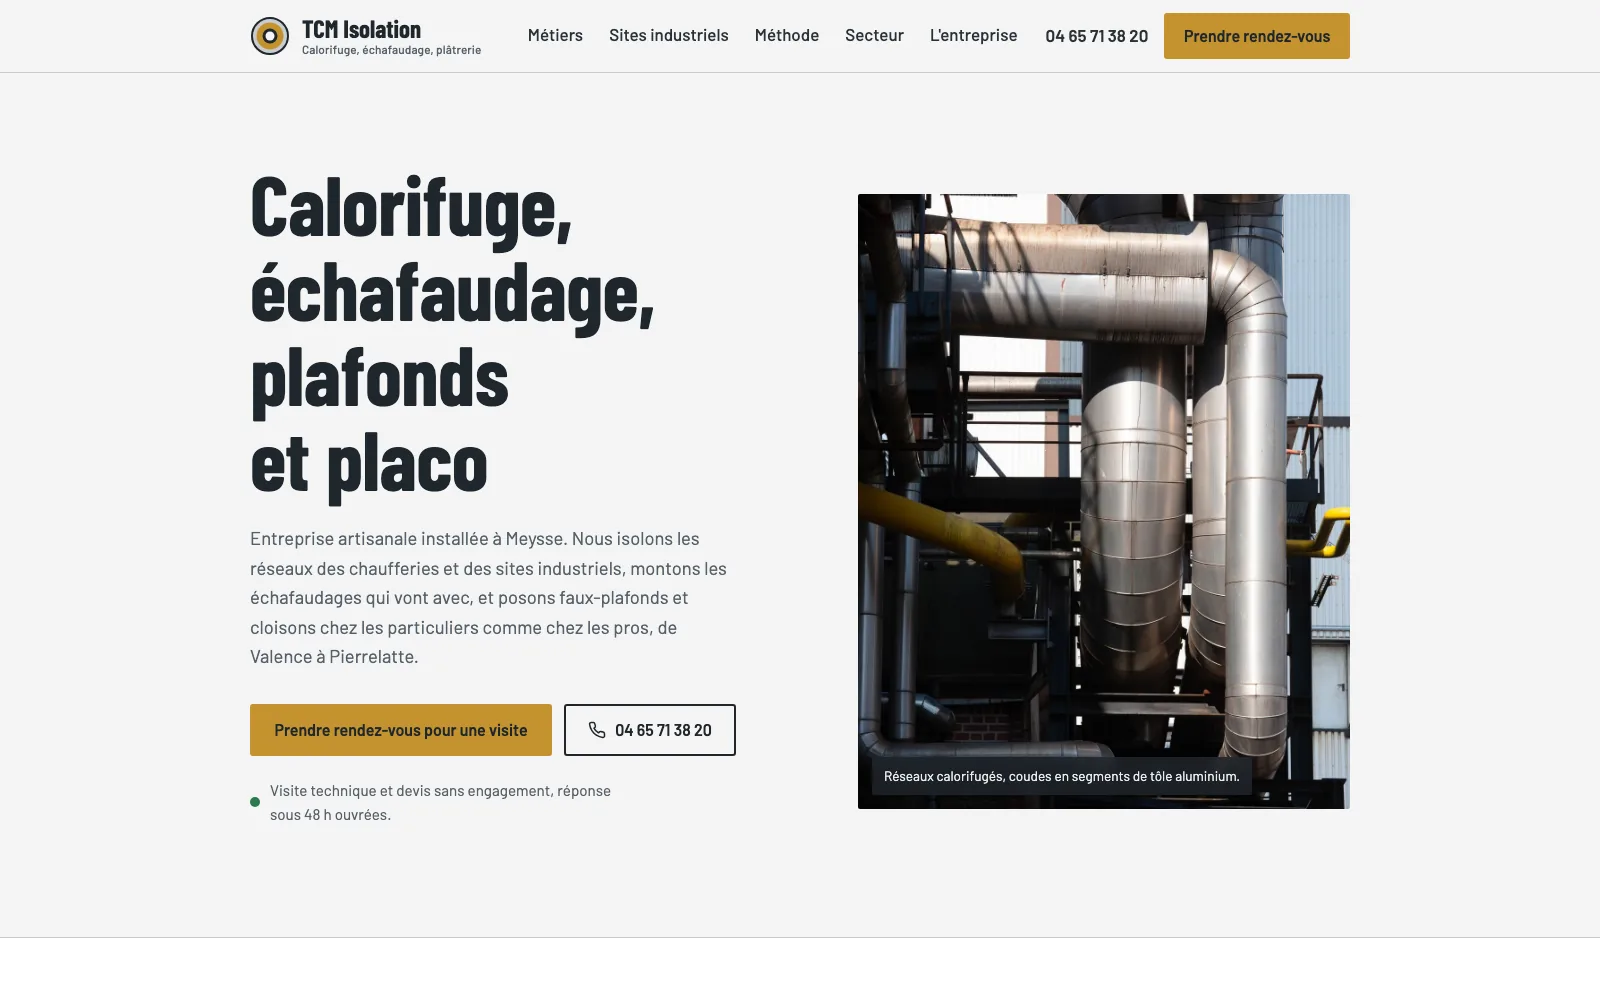 TCM Isolation
Calorifuge, échafaudage, plâtrerie
Métiers
Sites industriels
Méthode
Secteur
L'entreprise
04 65 71 38 20
Prendre rendez-vous
Calorifuge,
échafaudage,
plafonds
et placo
Entreprise artisanale installée à Meysse. Nous isolons les
réseaux des chaufferies et des sites industriels, montons les
échafaudages qui vont avec, et posons faux-plafonds et
cloisons chez les particuliers comme chez les pros, de
Valence à Pierrelatte.
Prendre rendez-vous pour une visite
04 65 71 38 20
Visite technique et devis sans engagement, réponse
sous 48 h ouvrées.
Réseaux calorifugés, coudes en segments de tôle aluminium.